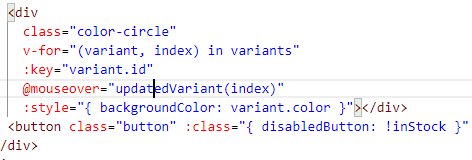 <div
class="color-circle"
v-for="(variant, index) in variants"
:key="variant.id"
@mouseover="updatedVariant(index)"
:style="{ backgroundColor: variant.color }"></div>
<button class="button" :class="{ disabledButton: !inStock }"
/div>